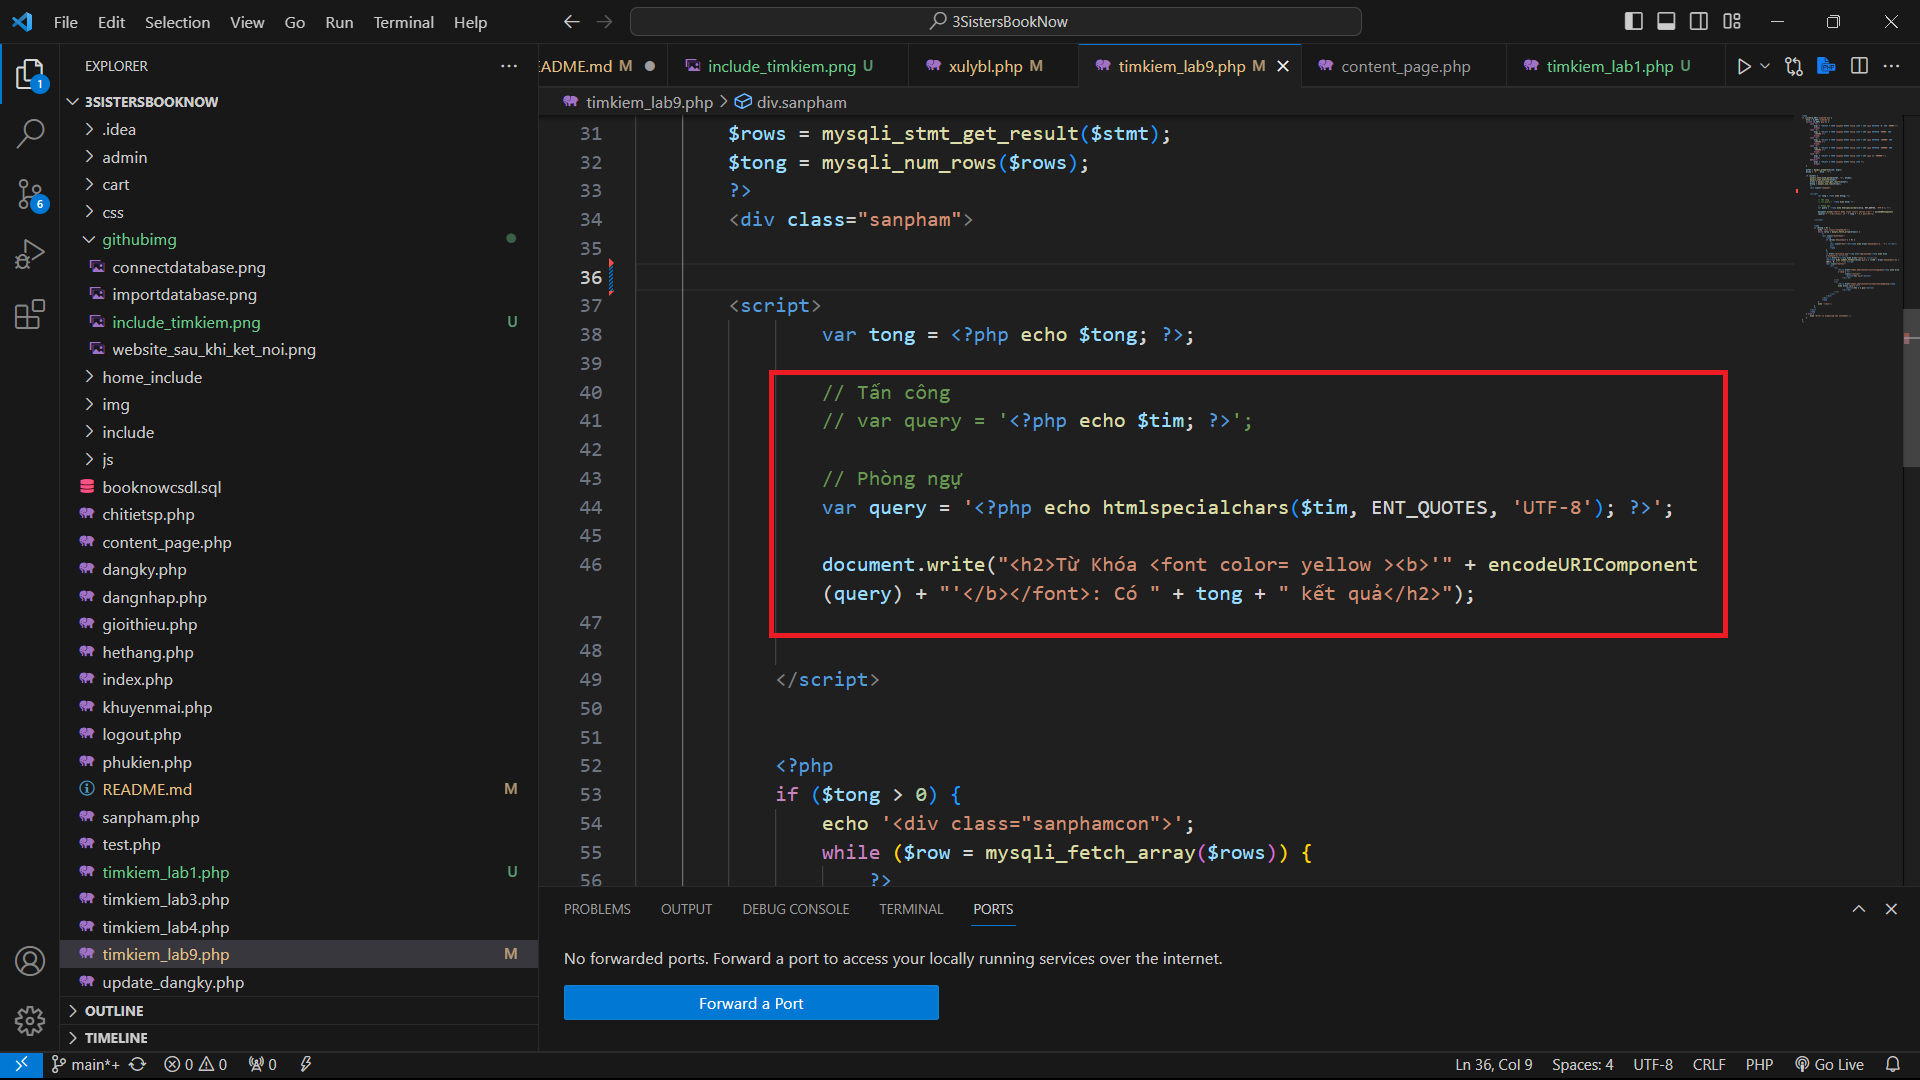 File Edit Selection View Go Run Terminal Help
3SistersBookNow
EXPLORER
3SISTERSBOOKNOW
.idea
admin
cart
css
githubimg
connectdatabase.png
importdatabase.png
include_timkiem.png U
website_sau_khi_ket_noi.png
home_include
img
include
js
booknowcsdl.sql
chitietsp.php
content_page.php
dangky.php
dangnhap.php
gioithieu.php
hethang.php
index.php
khuyenmai.php
logout.php
phukien.php
README.md M
sanpham.php
test.php
timkiem_lab1.php U
timkiem_lab3.php
timkiem_lab4.php
timkiem_lab9.php M
update_dangky.php
OUTLINE
TIMELINE
1
6
EADME.md M include_timkiem.png U xulybl.php M timkiem_lab9.php M content_page.php timkiem_lab1.php U
timkiem_lab9.php > div.sanpham
31 $rows = mysqli_stmt_get_result($stmt);
32 $tong = mysqli_num_rows($rows);
33 ?>
34 <div class="sanpham">
35
36
37 <script>
38 var tong = <?php echo $tong; ?>;
39
40 // Tấn công
41 // var query = '<?php echo $tim; ?>';
42
43 // Phòng ngự
44 var query = '<?php echo htmlspecialchars($tim, ENT_QUOTES, 'UTF-8'); ?>';
45
46 document.write("<h2>Từ Khóa <font color= yellow ><b>'" + encodeURIComponent
(query) + "'</b></font>: Có " + tong + " kết quả</h2>");
47
48
49 </script>
50
51
52 <?php
53 if ($tong > 0) {
54 echo '<div class="sanphamcon">';
55 while ($row = mysqli_fetch_array($rows)) {
56 ?>
PROBLEMS OUTPUT DEBUG CONSOLE TERMINAL PORTS
No forwarded ports. Forward a port to access your locally running services over the internet.
Forward a Port
main*+ 0 0 0 Ln 36, Col 9 Spaces: 4 UTF-8 CRLF PHP Go Live